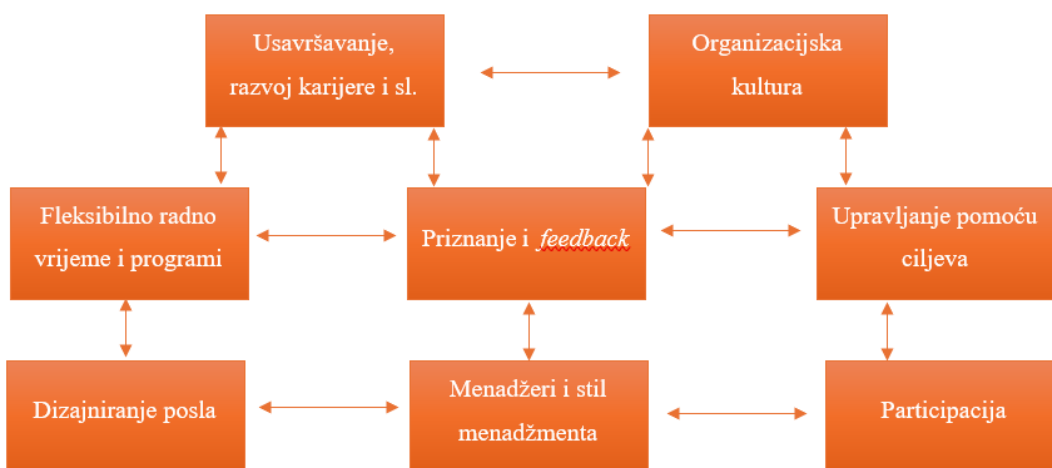 Usavršavanje,
razvoj karijere i sl.
Organizacijska
kultura
Fleksibilno radno
vrijeme i programi
Priznanje i feedback
Upravljanje pomoću
ciljeva
Dizajniranje posla
Menadžeri i stil
menadžmenta
Participacija